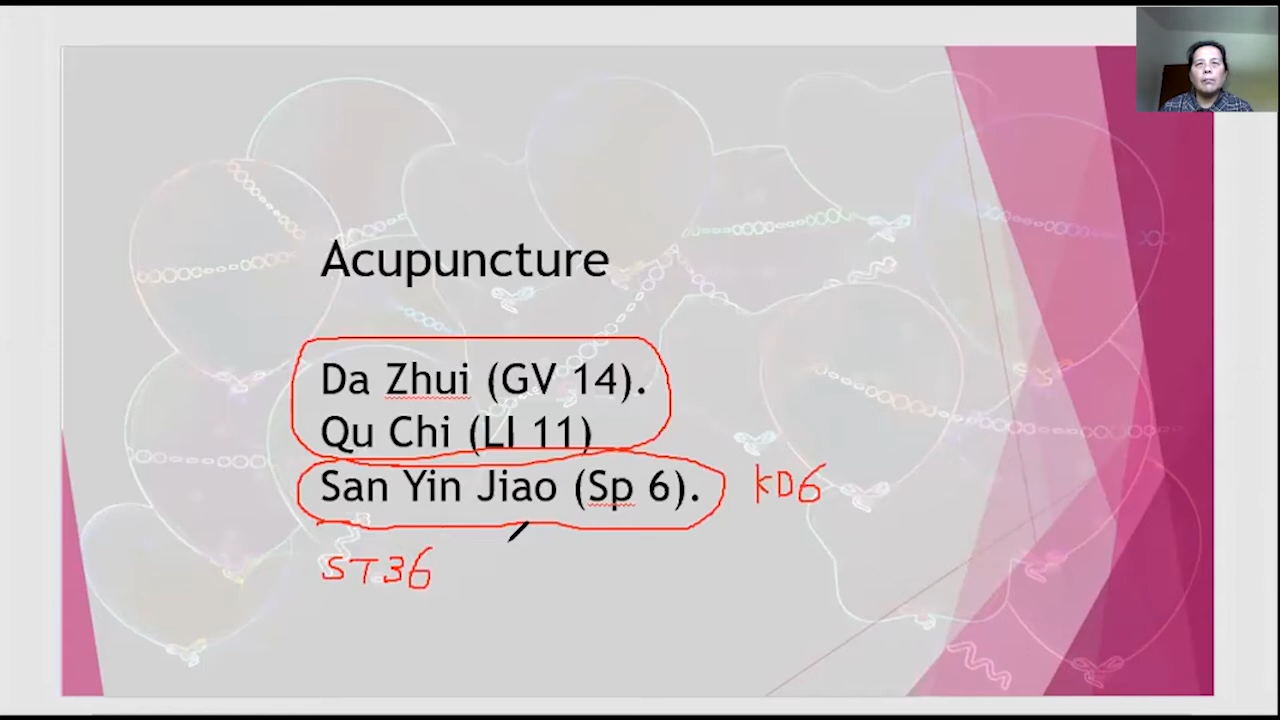 Acupuncture
Da Zhui (GV 14).
Qu Chi (LI 11)
San Yin Jiao (Sp 6). KD6
ST36